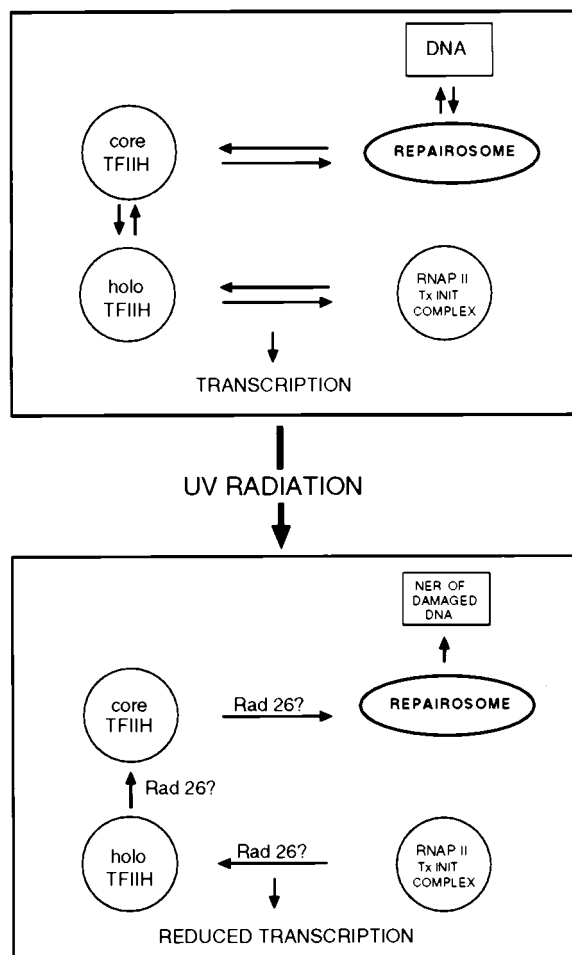 DNA
core
TFIIH
REPAIROSOME
holo
TFIIH
RNAP II
Tx INIT
COMPLEX
TRANSCRIPTION
UV RADIATION
NER OF
DAMAGED
DNA
core
TFIIH
Rad 26?
REPAIROSOME
Rad 26?
holo
TFIIH
Rad 26?
RNAP II
Tx INIT
COMPLEX
REDUCED TRANSCRIPTION